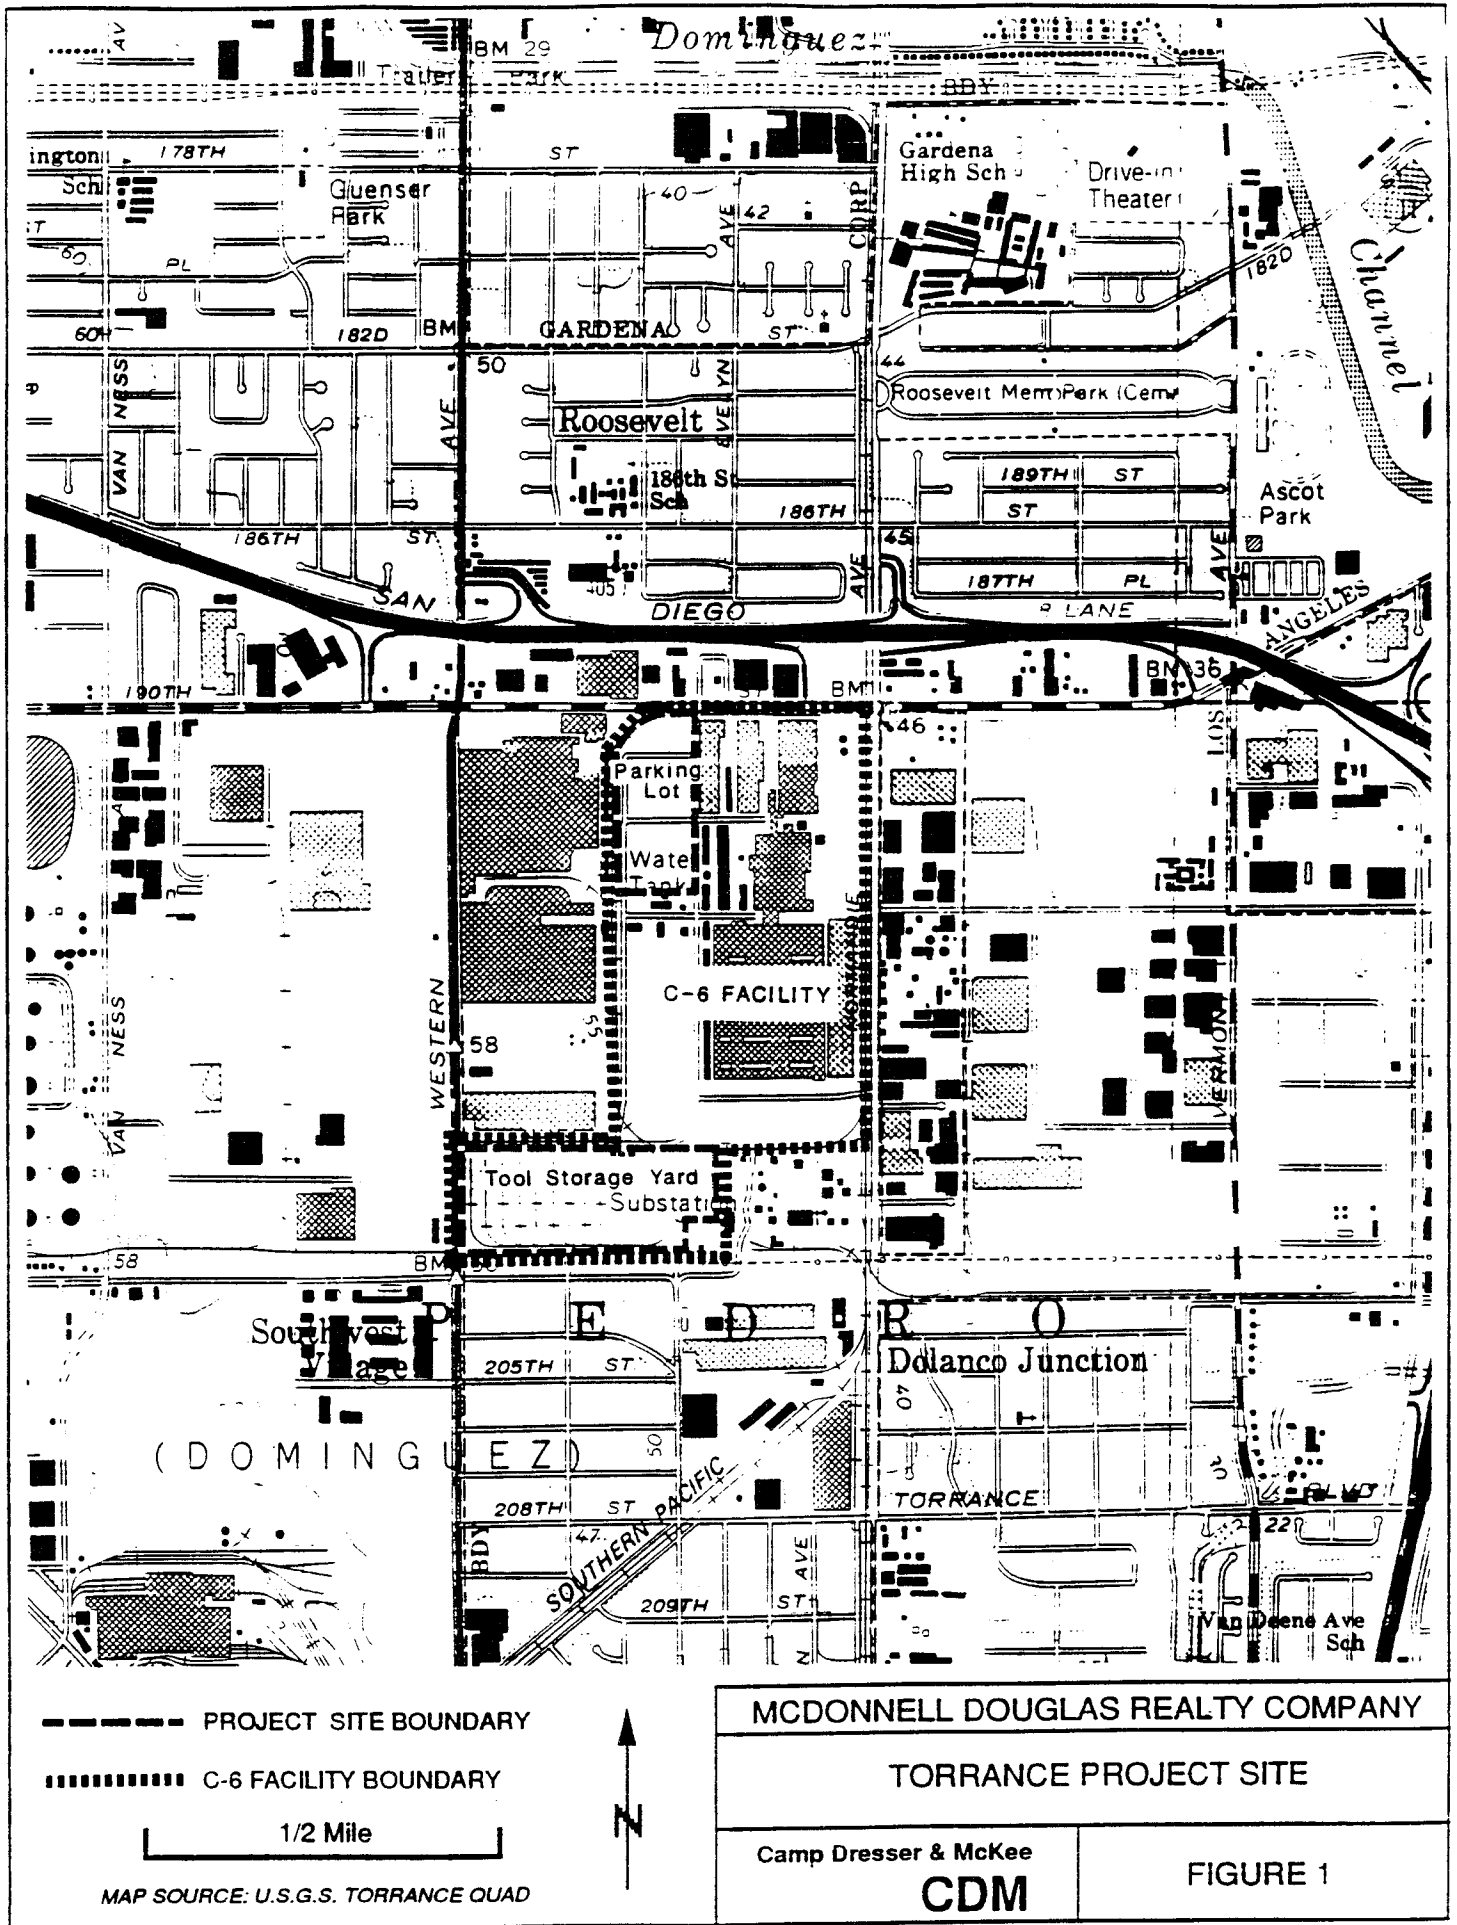 AV
BM 29
Dominguez
Trailer Park
BDY
ington
Sch
178TH
ST
Guenser
Park
40
42
AVE
CORP
Gardena
High Sch
Drive-in
Theater
Channel
182D
60
PL
60H
182D
BM
GARDENA
ST
50
44
VAN NESS
AVE
EVELYN
Roosevelt Mem Park (Cem)
Roosevelt
186th St
Sch
189TH ST
ST
186TH
Ascot
Park
186TH
ST
45
AVE
AVE
187TH PL
405
SAN
DIEGO
LANE
ANGELES
LOS
190TH
BM
BM 36
46
Parking
Lot
Wate
Tank
NORMANDIE
C-6 FACILITY
55
58
WESTERN
VAN NESS
VERMONT
Tool Storage Yard
Substati
58
BM
P E D R O
Southwest
Village
205TH ST
Dolanco Junction
40
50
(DOMINGUEZ)
208TH ST
47
BDY
SOUTHERN PACIFIC
TORRANCE
BLVD
22
AVE
209TH
ST
Van Deene Ave
Sch
PROJECT SITE BOUNDARY
C-6 FACILITY BOUNDARY
1/2 Mile
MAP SOURCE: U.S.G.S. TORRANCE QUAD
N
MCDONNELL DOUGLAS REALTY COMPANY
TORRANCE PROJECT SITE
Camp Dresser & McKee
CDM
FIGURE 1